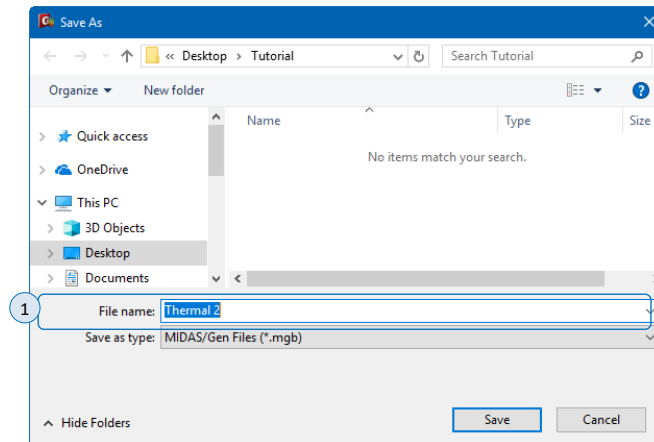 Save As
« Desktop > Tutorial
Search Tutorial
Organize
New folder
Name
Type
Size
Quick access
No items match your search.
OneDrive
This PC
3D Objects
Desktop
Documents
1
File name: Thermal 2
Save as type: MIDAS/Gen Files (*.mgb)
Hide Folders
Save
Cancel